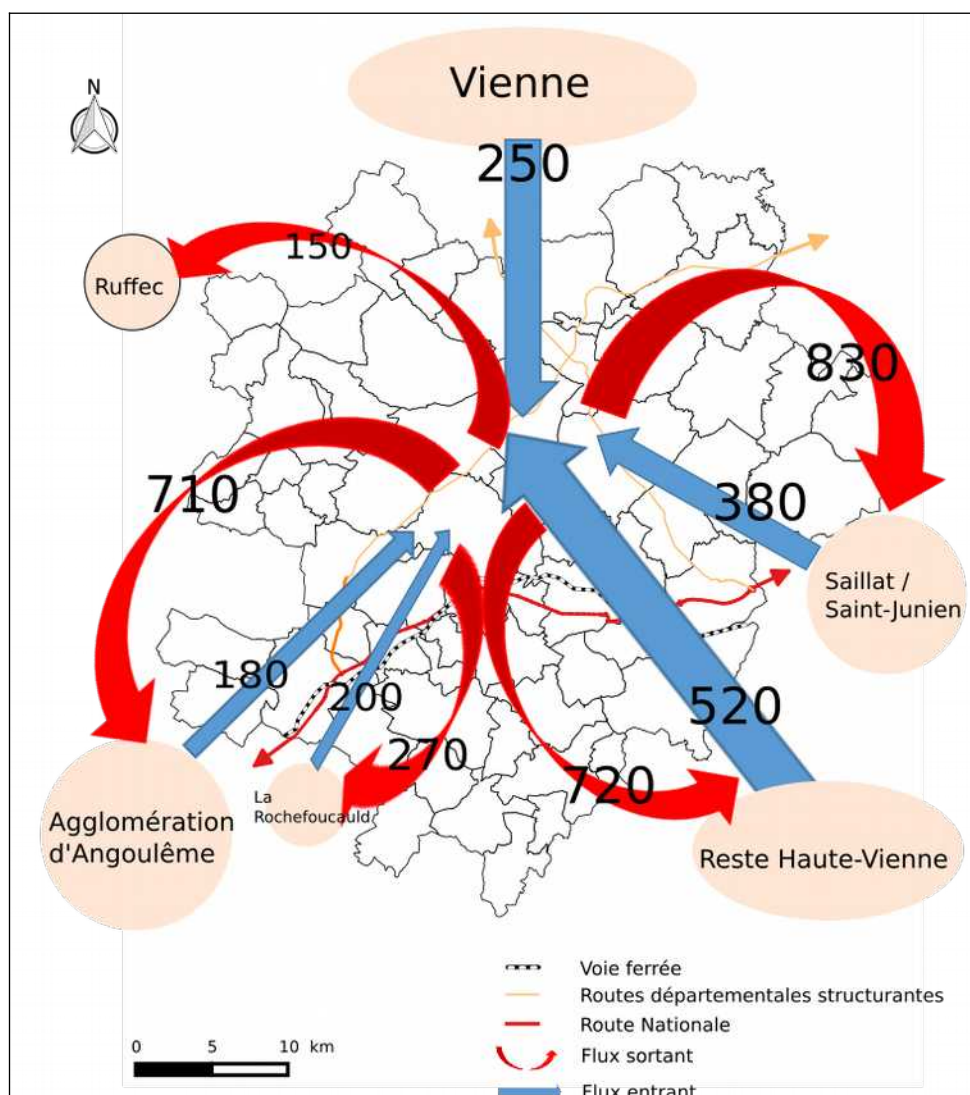 Vienne
N
250
150
Ruffec
830
710
380
Saillat /
Saint-Junien
180
200
520
270
720
La
Rochefoucauld
Agglomération
d'Angoulême
Reste Haute-Vienne
Voie ferrée
Routes départementales structurantes
Route Nationale
0 5 10 km
Flux sortant
Flux entrant